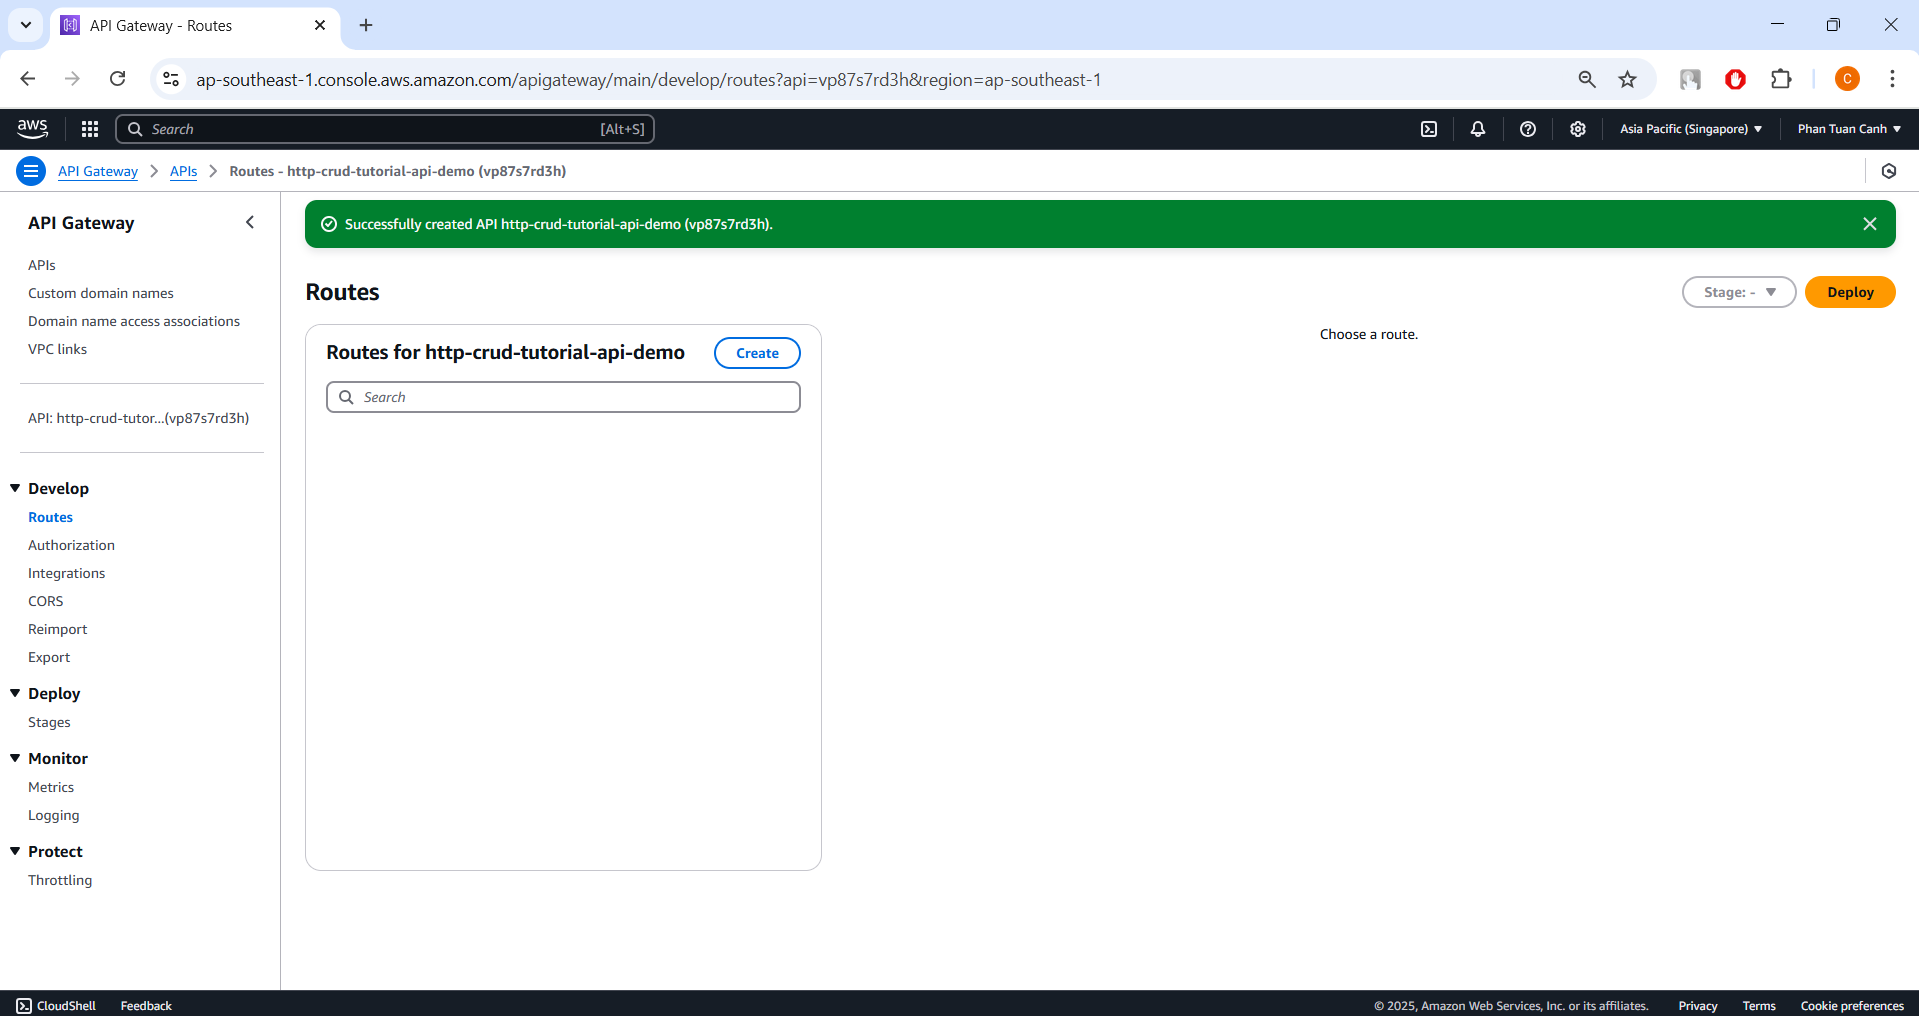 API Gateway - Routes
ap-southeast-1.console.aws.amazon.com/apigateway/main/develop/routes?api=vp87s7rd3h&region=ap-southeast-1
C
aws
Search [Alt+S]
Asia Pacific (Singapore)
Phan Tuan Canh
API Gateway > APIs > Routes - http-crud-tutorial-api-demo (vp87s7rd3h)
API Gateway
APIs
Custom domain names
Domain name access associations
VPC links
API: http-crud-tutor...(vp87s7rd3h)
Develop
Routes
Authorization
Integrations
CORS
Reimport
Export
Deploy
Stages
Monitor
Metrics
Logging
Protect
Throttling
Successfully created API http-crud-tutorial-api-demo (vp87s7rd3h).
Routes
Stage: -
Deploy
Routes for http-crud-tutorial-api-demo
Create
Search
Choose a route.
CloudShell
Feedback
© 2025, Amazon Web Services, Inc. or its affiliates.
Privacy
Terms
Cookie preferences